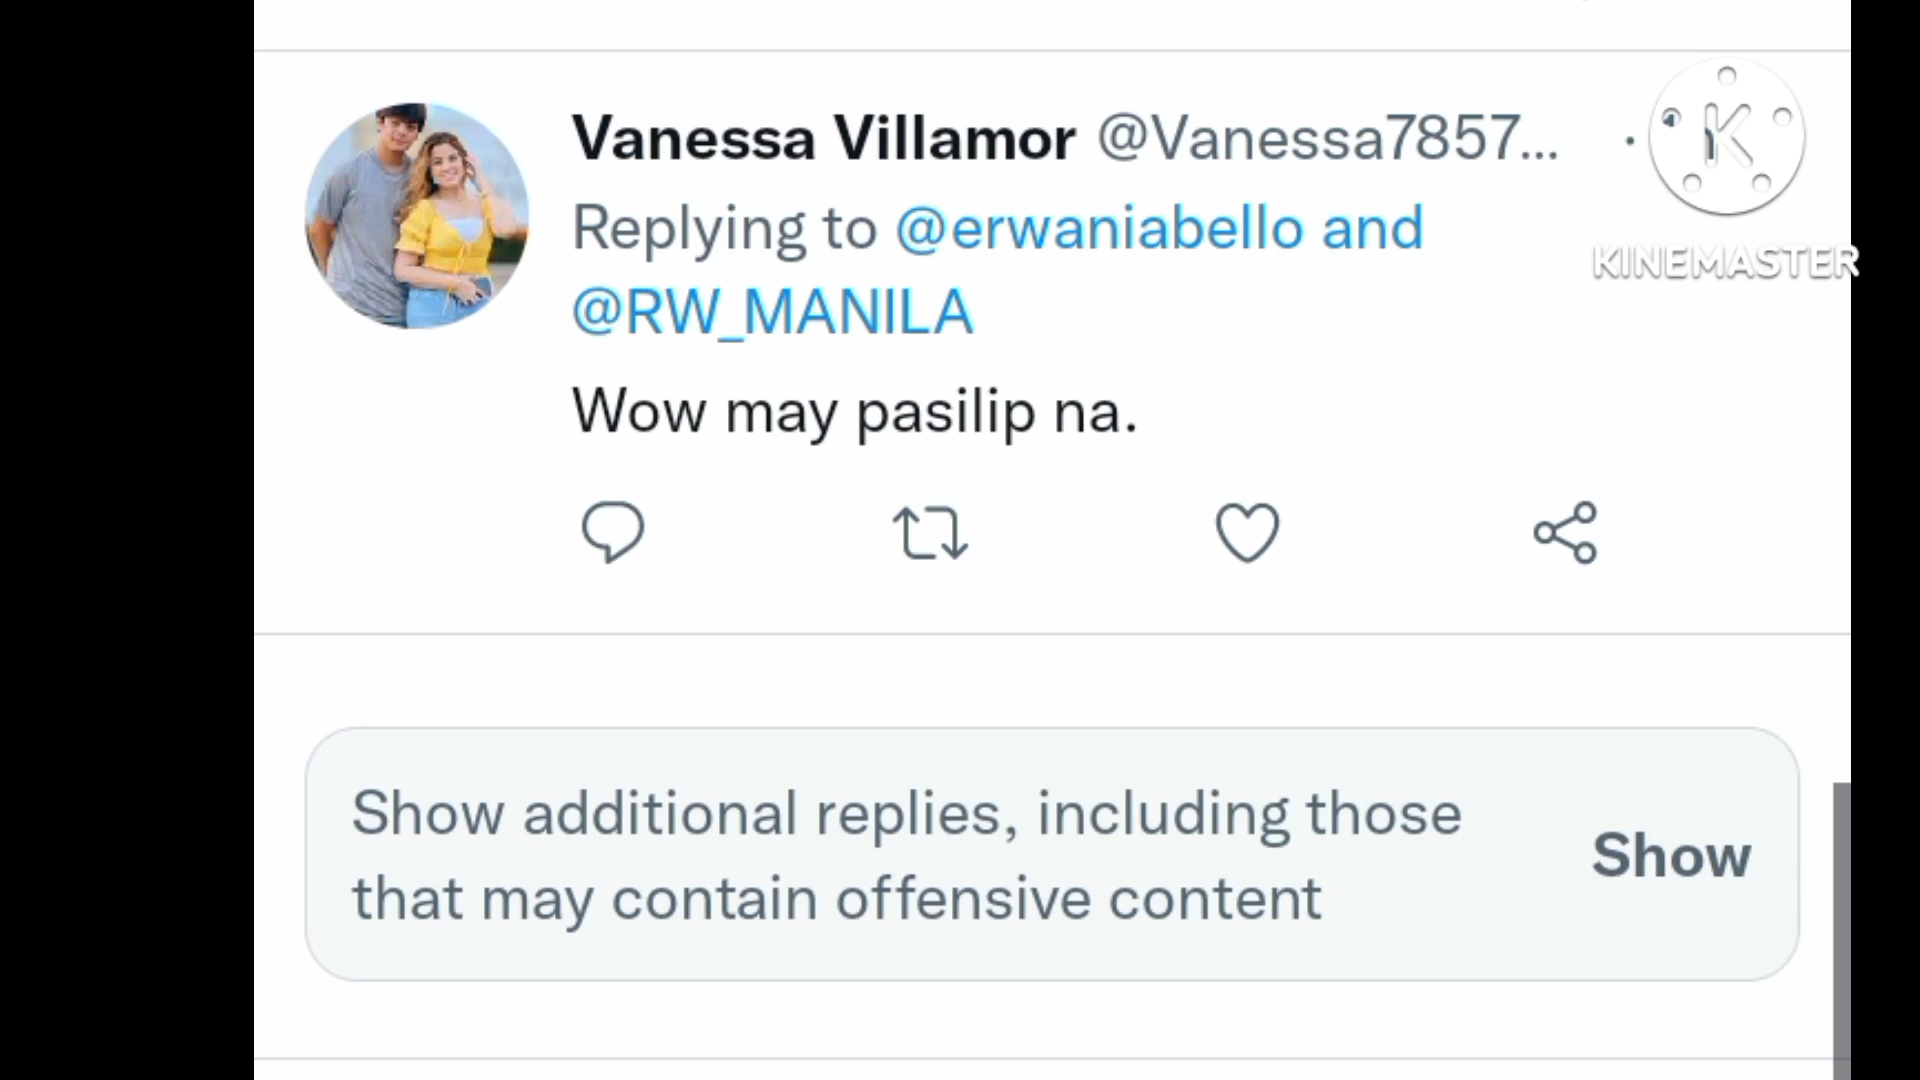 Vanessa Villamor @Vanessa7857... ·
Replying to @erwaniabello and
@RW_MANILA
Wow may pasilip na.
Show additional replies, including those
that may contain offensive content
Show
K
KINEMASTER